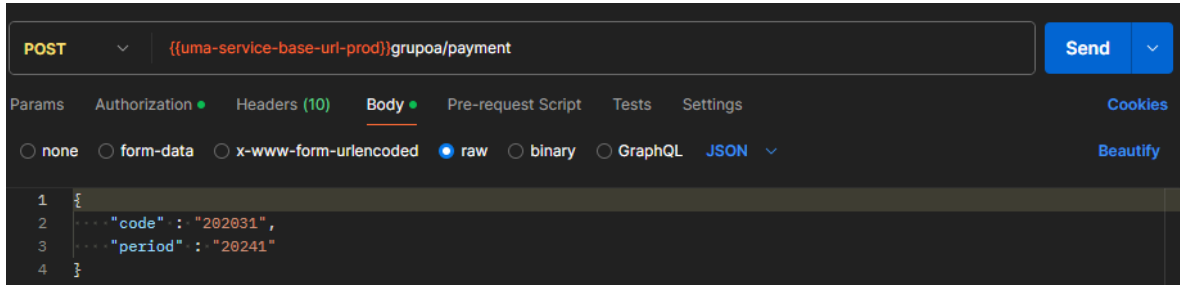 POST {{uma-service-base-url-prod}}grupoa/payment Send
Params Authorization Headers (10) Body Pre-request Script Tests Settings Cookies
none form-data x-www-form-urlencoded raw binary GraphQL JSON Beautify
1 {
2 "code" : "202031",
3 "period" : "20241"
4 }